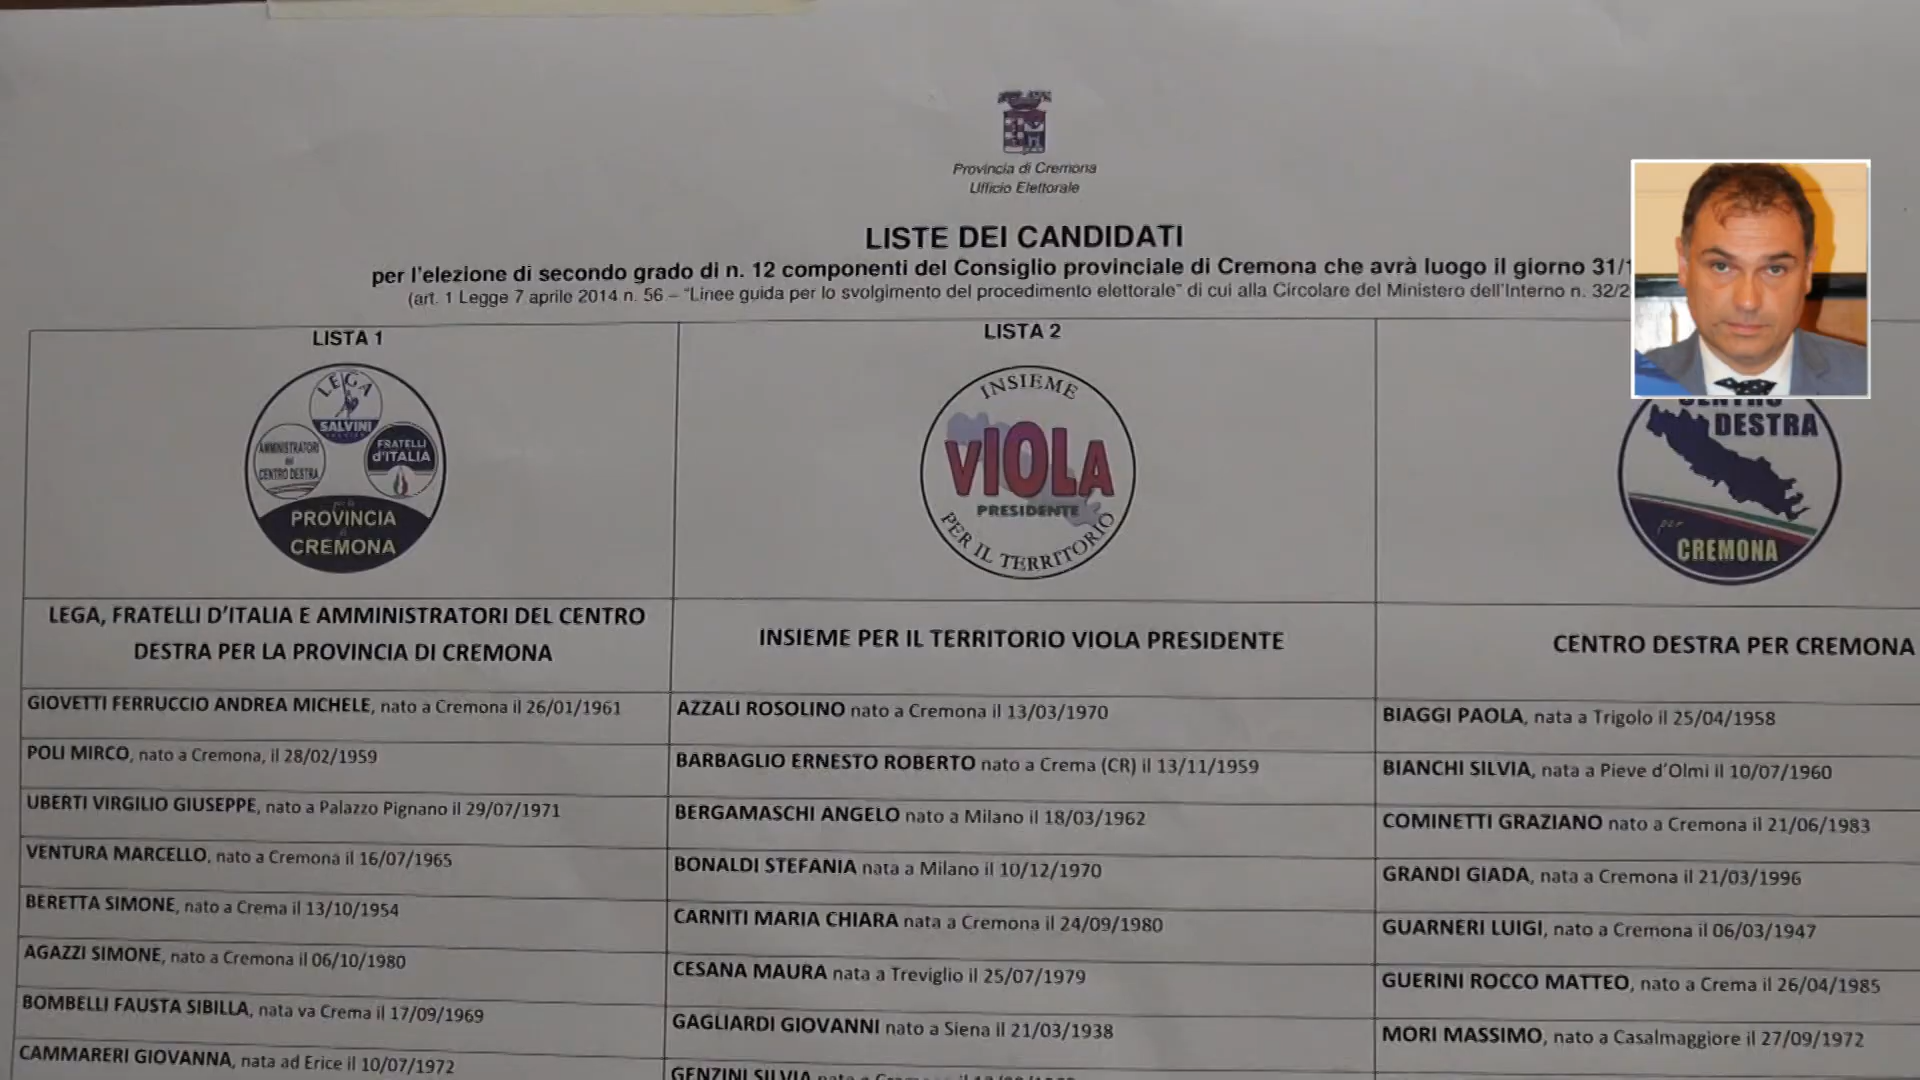 Provincia di Cremona
Ufficio Elettorale
LISTE DEI CANDIDATI
per l'elezione di secondo grado di n. 12 componenti del Consiglio provinciale di Cremona che avrà luogo il giorno 31/
(art. 1 Legge 7 aprile 2014 n. 56 – "Linee guida per lo svolgimento del procedimento elettorale" di cui alla Circolare del Ministero dell'Interno n. 32/2
LISTA 1
LEGA
SALVINI
AMMINISTRATORI
del
CENTRO DESTRA
FRATELLI
d'ITALIA
per la
PROVINCIA
di
CREMONA
LEGA, FRATELLI D'ITALIA E AMMINISTRATORI DEL CENTRO
DESTRA PER LA PROVINCIA DI CREMONA
GIOVETTI FERRUCCIO ANDREA MICHELE, nato a Cremona il 26/01/1961
POLI MIRCO, nato a Cremona, il 28/02/1959
UBERTI VIRGILIO GIUSEPPE, nato a Palazzo Pignano il 29/07/1971
VENTURA MARCELLO, nato a Cremona il 16/07/1965
BERETTA SIMONE, nato a Crema il 13/10/1954
AGAZZI SIMONE, nato a Cremona il 06/10/1980
BOMBELLI FAUSTA SIBILLA, nata va Crema il 17/09/1969
CAMMARERI GIOVANNA, nata ad Erice il 10/07/1972
LISTA 2
INSIEME
VIOLA
PRESIDENTE
PER IL TERRITORIO
INSIEME PER IL TERRITORIO VIOLA PRESIDENTE
AZZALI ROSOLINO nato a Cremona il 13/03/1970
BARBAGLIO ERNESTO ROBERTO nato a Crema (CR) il 13/11/1959
BERGAMASCHI ANGELO nato a Milano il 18/03/1962
BONALDI STEFANIA nata a Milano il 10/12/1970
CARNITI MARIA CHIARA nata a Cremona il 24/09/1980
CESANA MAURA nata a Treviglio il 25/07/1979
GAGLIARDI GIOVANNI nato a Siena il 21/03/1938
GENZINI SILVIA
CENTRO
DESTRA
per
CREMONA
CENTRO DESTRA PER CREMONA
BIAGGI PAOLA, nata a Trigolo il 25/04/1958
BIANCHI SILVIA, nata a Pieve d'Olmi il 10/07/1960
COMINETTI GRAZIANO nato a Cremona il 21/06/1983
GRANDI GIADA, nata a Cremona il 21/03/1996
GUARNERI LUIGI, nato a Cremona il 06/03/1947
GUERINI ROCCO MATTEO, nato a Crema il 26/04/1985
MORI MASSIMO, nato a Casalmaggiore il 27/09/1972